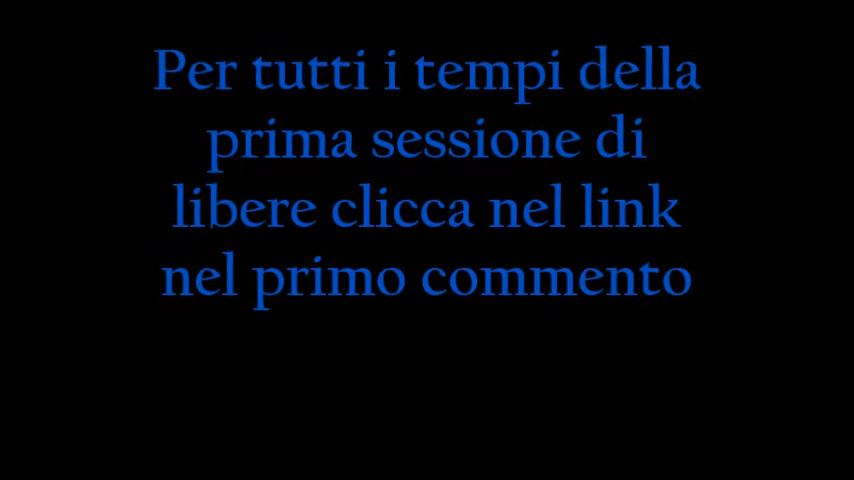 Per tutti i tempi della
prima sessione di
libere clicca nel link
nel primo commento